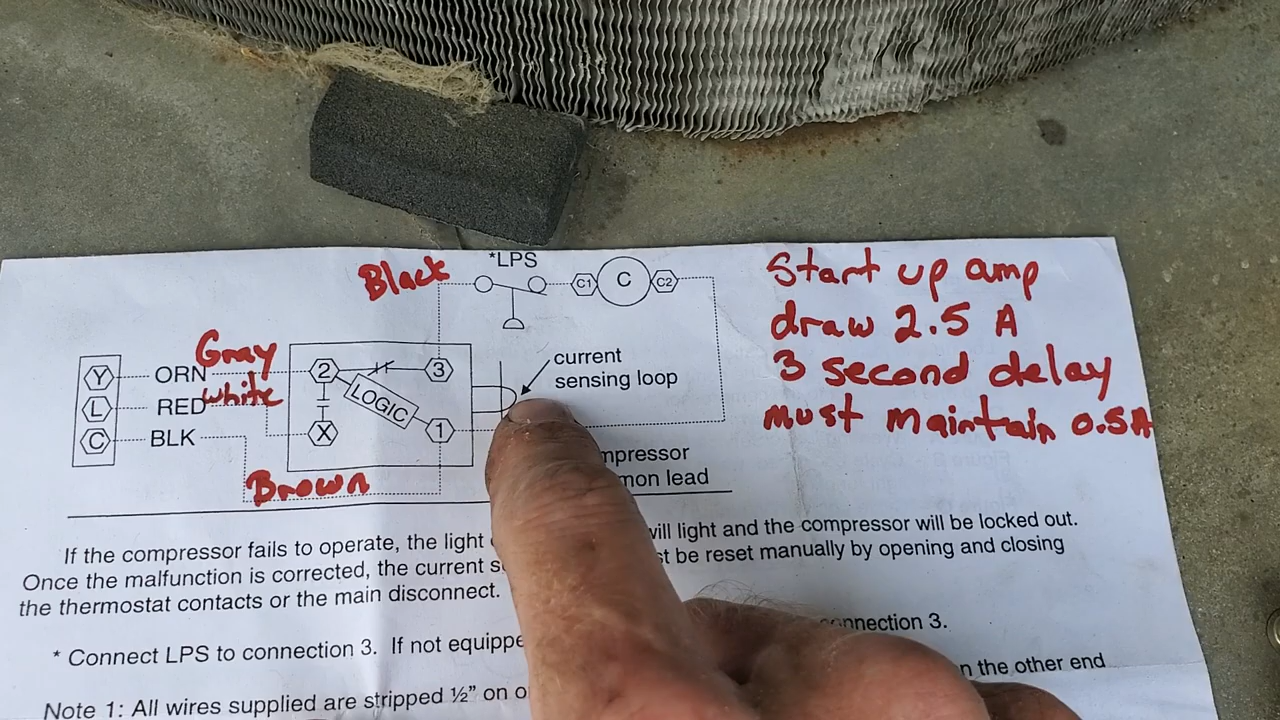 *LPS
Black
C1 C C2
Start up amp
draw 2.5 A
3 second delay
must maintain 0.5A
Gray
Y ORN 2 3
current
sensing loop
white
L RED LOGIC
C BLK X 1
Brown
mpressor
mon lead
If the compressor fails to operate, the light will light and the compressor will be locked out.
Once the malfunction is corrected, the current s st be reset manually by opening and closing
the thermostat contacts or the main disconnect.
* Connect LPS to connection 3. If not equippe onnection 3.
Note 1: All wires supplied are stripped ½" on o n the other end